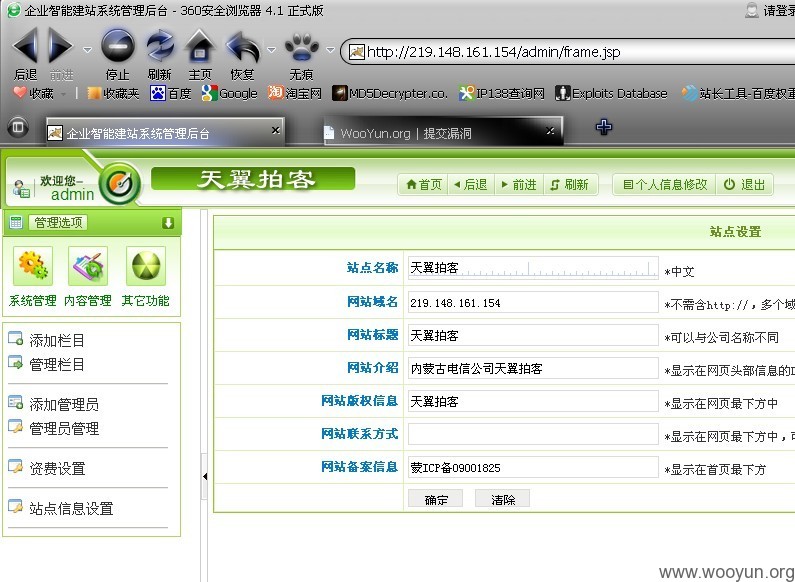 企业智能建站系统管理后台 - 360安全浏览器 4.1 正式版
请登录
后退 前进 停止 刷新 主页 恢复 无痕
http://219.148.161.154/admin/frame.jsp
收藏 收藏夹 百度 Google 淘宝网 MD5Decrypter.co. IP138查询网 Exploits Database 站长工具-百度权重
企业智能建站系统管理后台 × WooYun.org | 提交漏洞 ×
欢迎您-
admin
天翼拍客
首页 后退 前进 刷新 个人信息修改 退出
管理选项
系统管理 内容管理 其它功能
添加栏目
管理栏目
添加管理员
管理员管理
资费设置
站点信息设置
站点设置
站点名称 天翼拍客 *中文
网站域名 219.148.161.154 *不需含http://，多个域
网站标题 天翼拍客 *可以与公司名称不同
网站介绍 内蒙古电信公司天翼拍客 *显示在网页头部信息的D
网站版权信息 天翼拍客 *显示在网页最下方中
网站联系方式 *显示在网页最下方中，可
网站备案信息 蒙ICP备09001825 *显示在首页最下方
确定 清除
www.wooyun.org